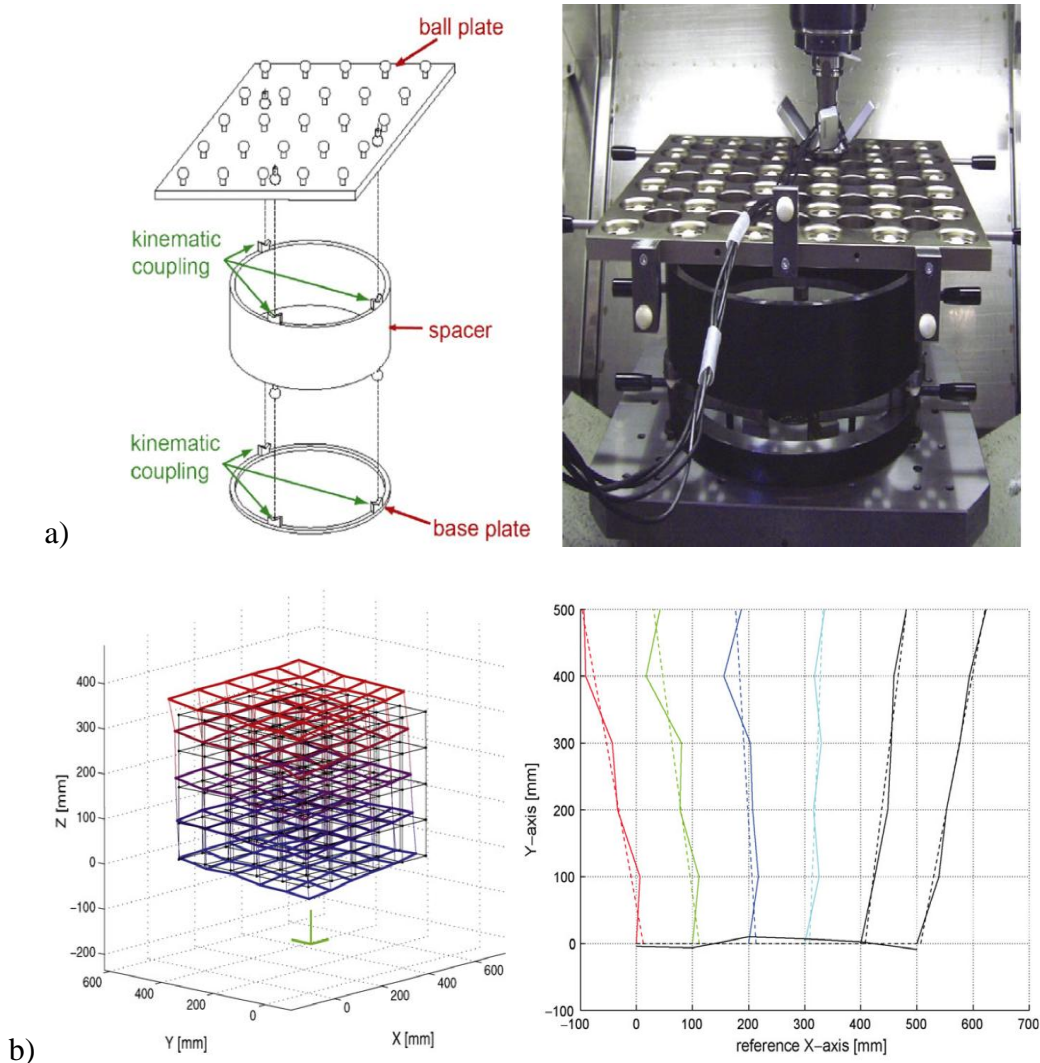 ball plate
kinematic
coupling
spacer
kinematic
coupling
base plate
a)
400
300
200
100
0
−100
−200
Z [mm]
600
400
200
0
Y [mm]
0
200
400
600
X [mm]
500
400
300
200
100
0
−100
Y−axis [mm]
−100
0
100
200
300
400
500
600
700
reference X−axis [mm]
b)